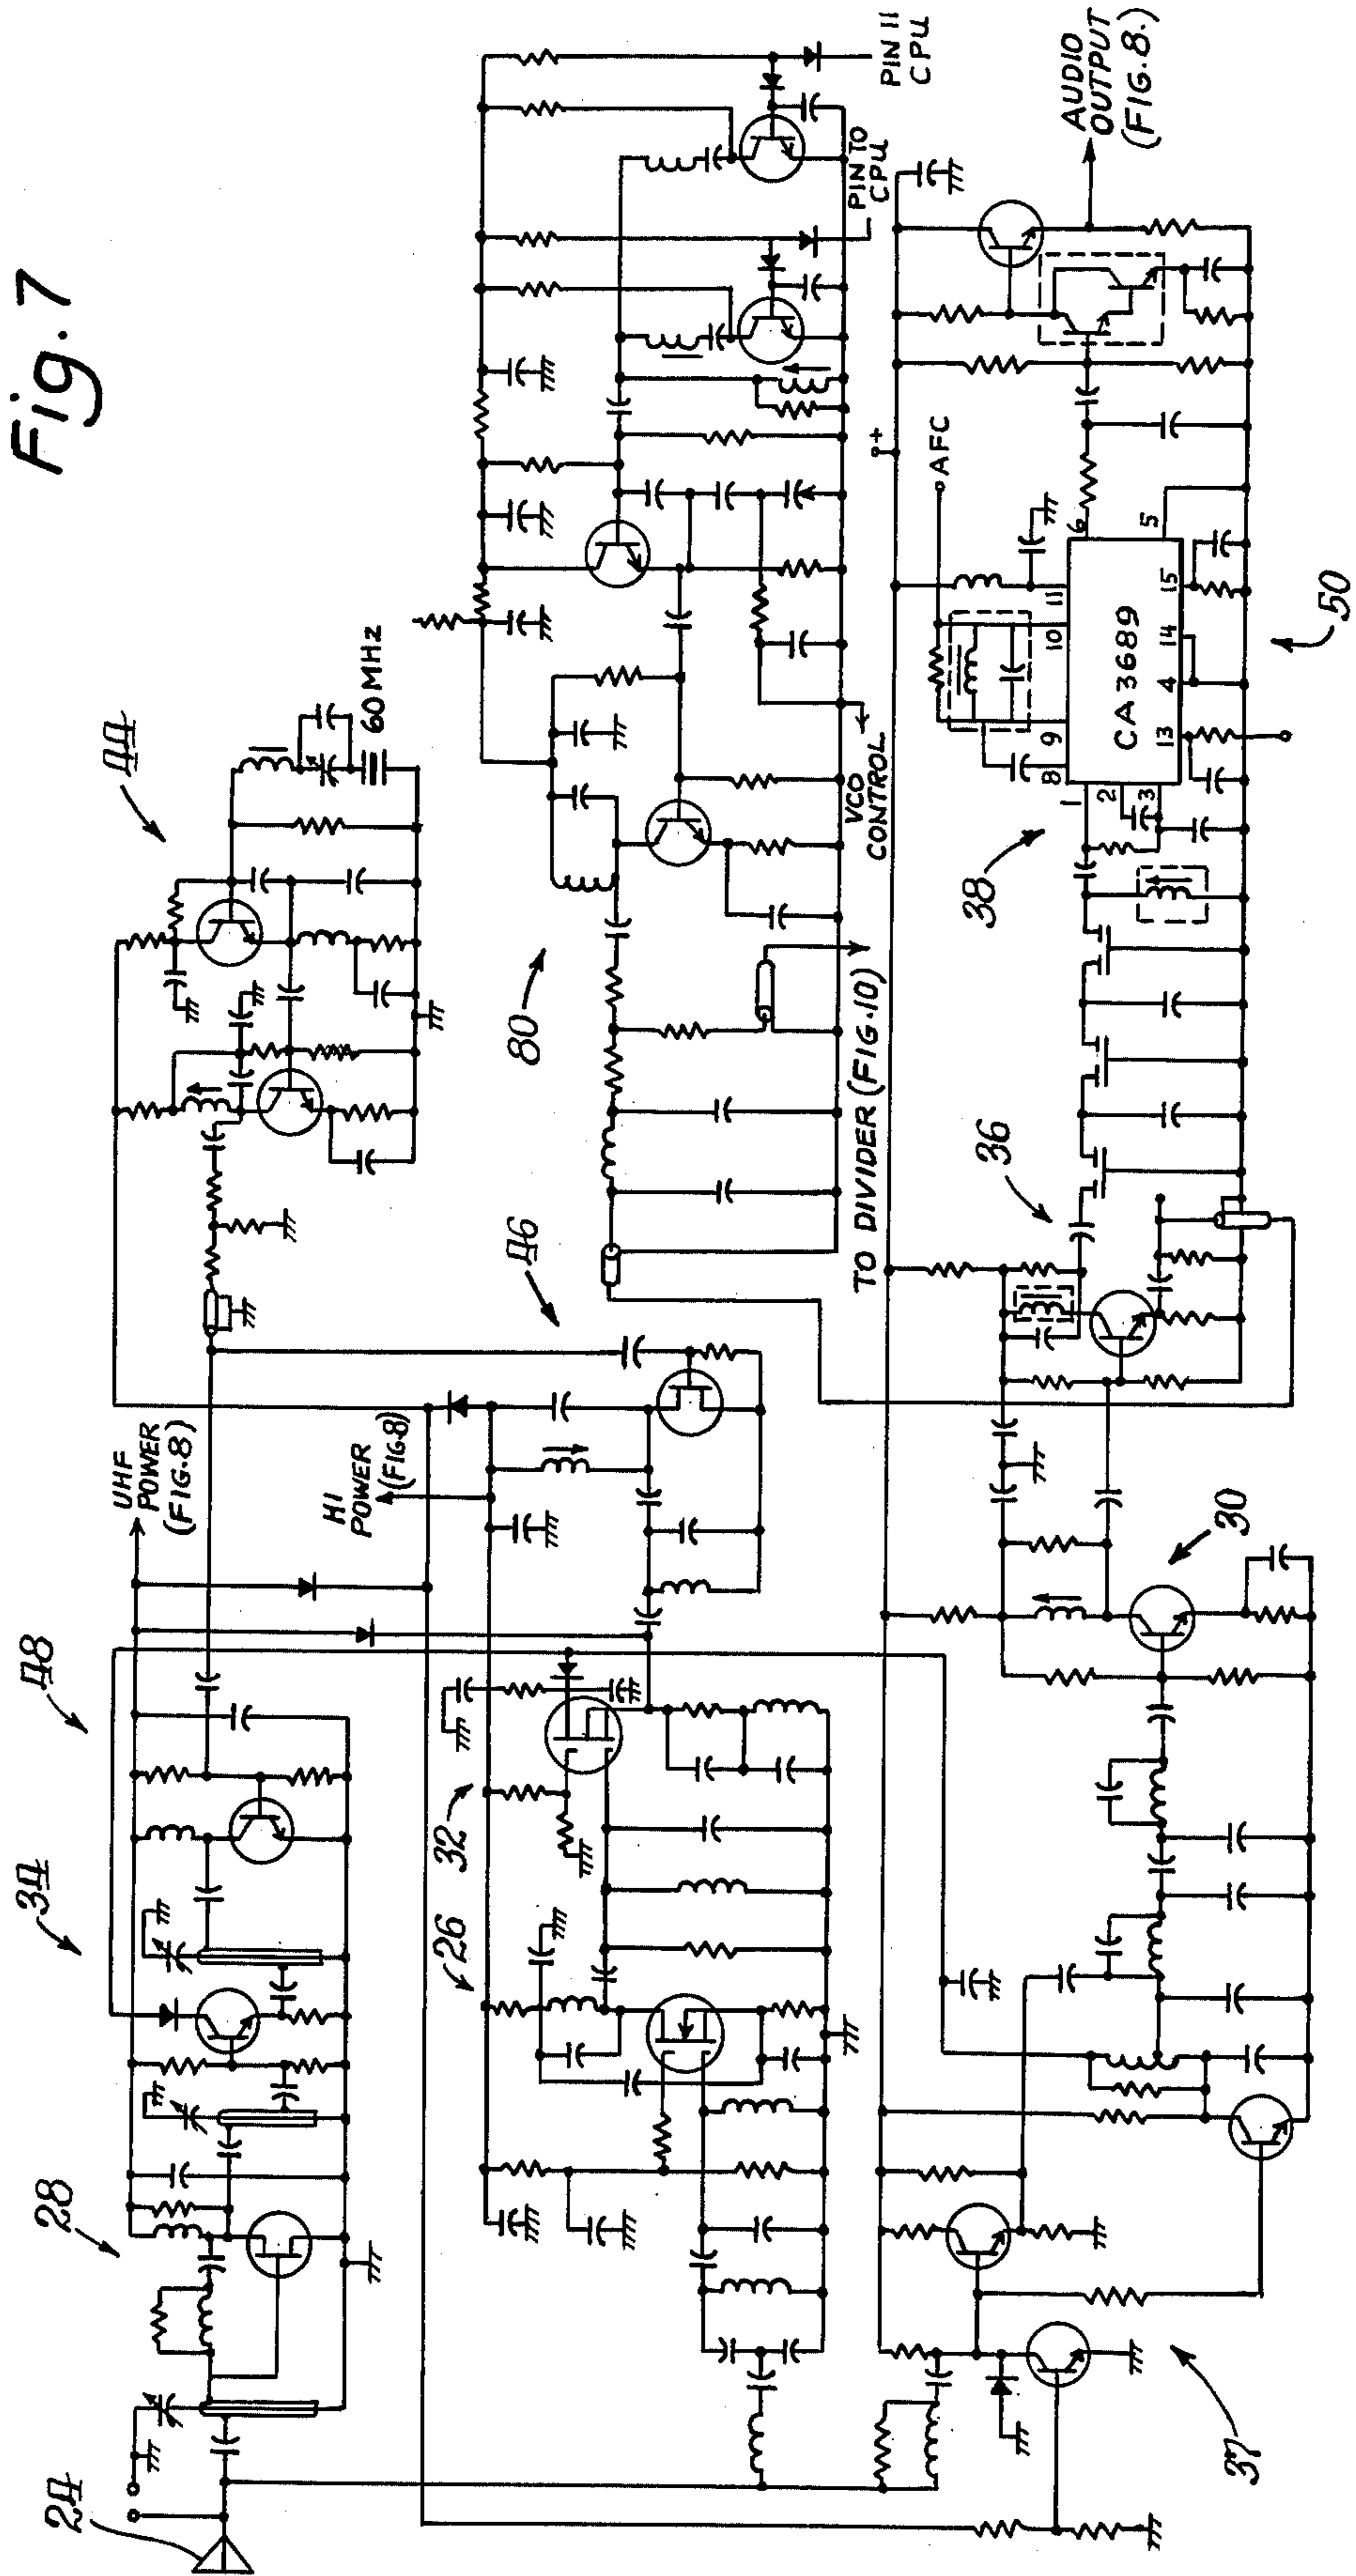 Fig. 7
24
28
34
48
UHF
POWER
(FIG.8)
44
60 MHz
26
32
HI
POWER
(FIG.8)
46
80
VCO
CONTROL
PIN TO
CPU
PIN 11
CPU
TO DIVIDER (FIG.10)
37
30
36
38
+
AFC
CA3689
1
2
3
8
9
10
11
6
5
13
4
14
15
50
AUDIO
OUTPUT
(FIG.8.)